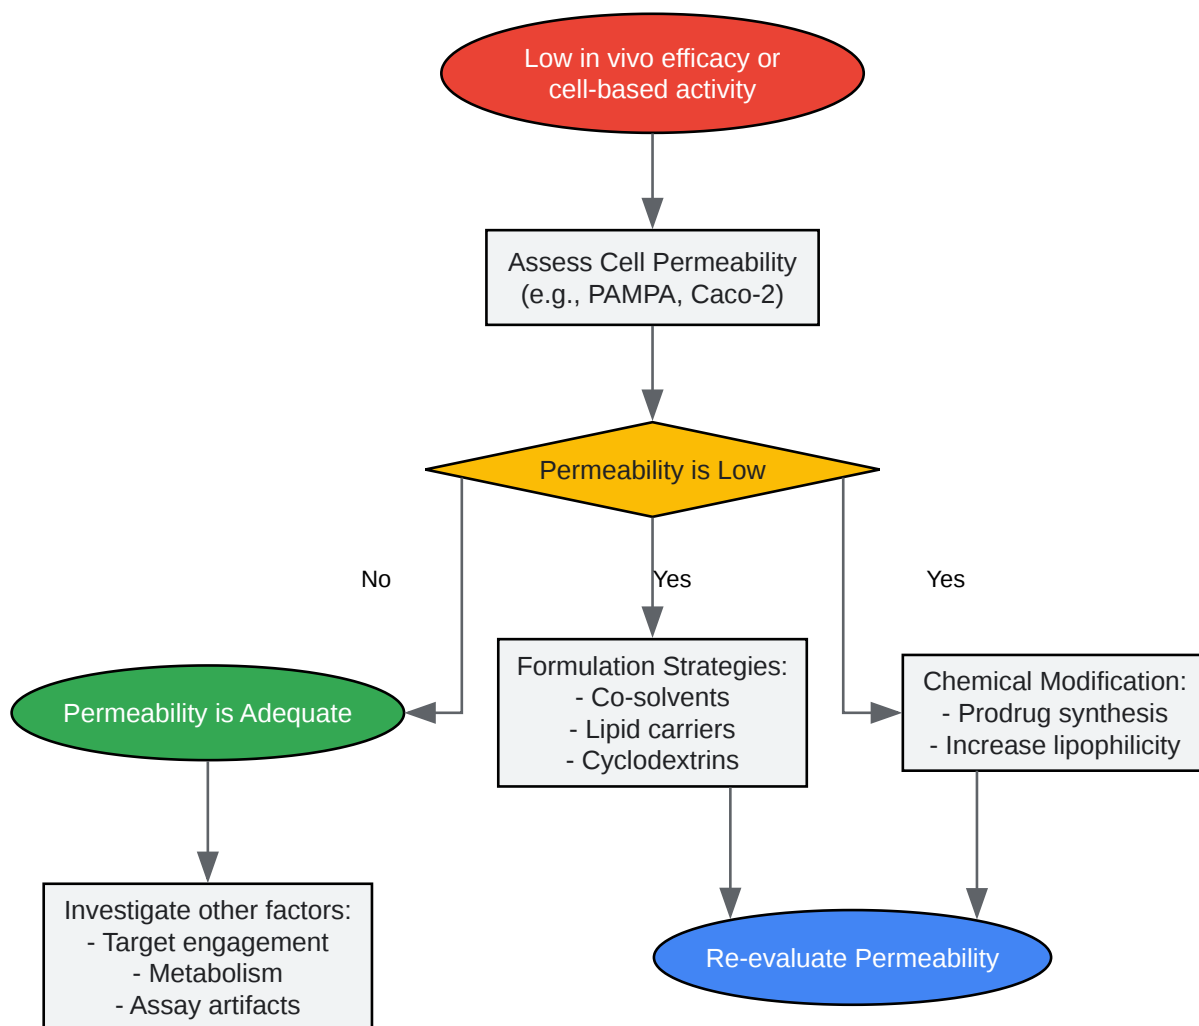 Low in vivo efficacy or
cell-based activity
Assess Cell Permeability
(e.g., PAMPA, Caco-2)
Permeability is Low
No
Yes
Yes
Permeability is Adequate
Formulation Strategies:
- Co-solvents
- Lipid carriers
- Cyclodextrins
Chemical Modification:
- Prodrug synthesis
- Increase lipophilicity
Investigate other factors:
- Target engagement
- Metabolism
- Assay artifacts
Re-evaluate Permeability